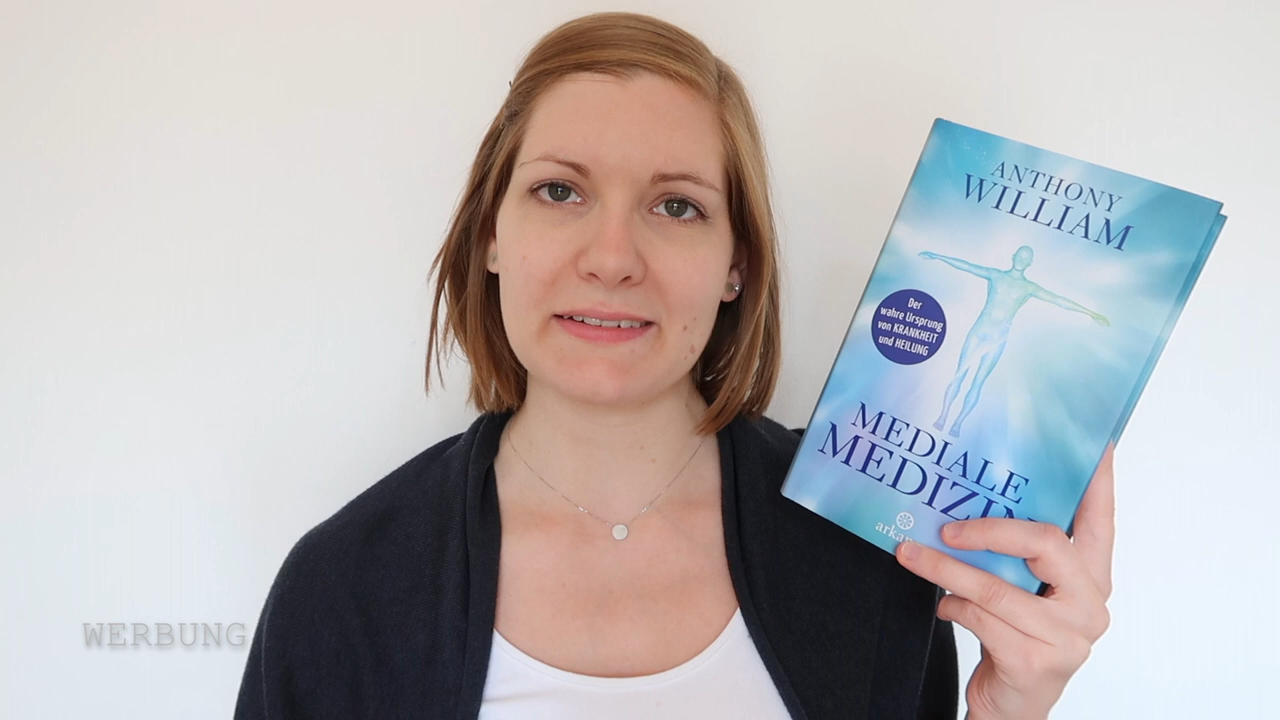 ANTHONY
WILLIAM
Der
wahre Ursprung
von KRANKHEIT
und HEILUNG
MEDIALE
MEDIZIN
WERBUNG